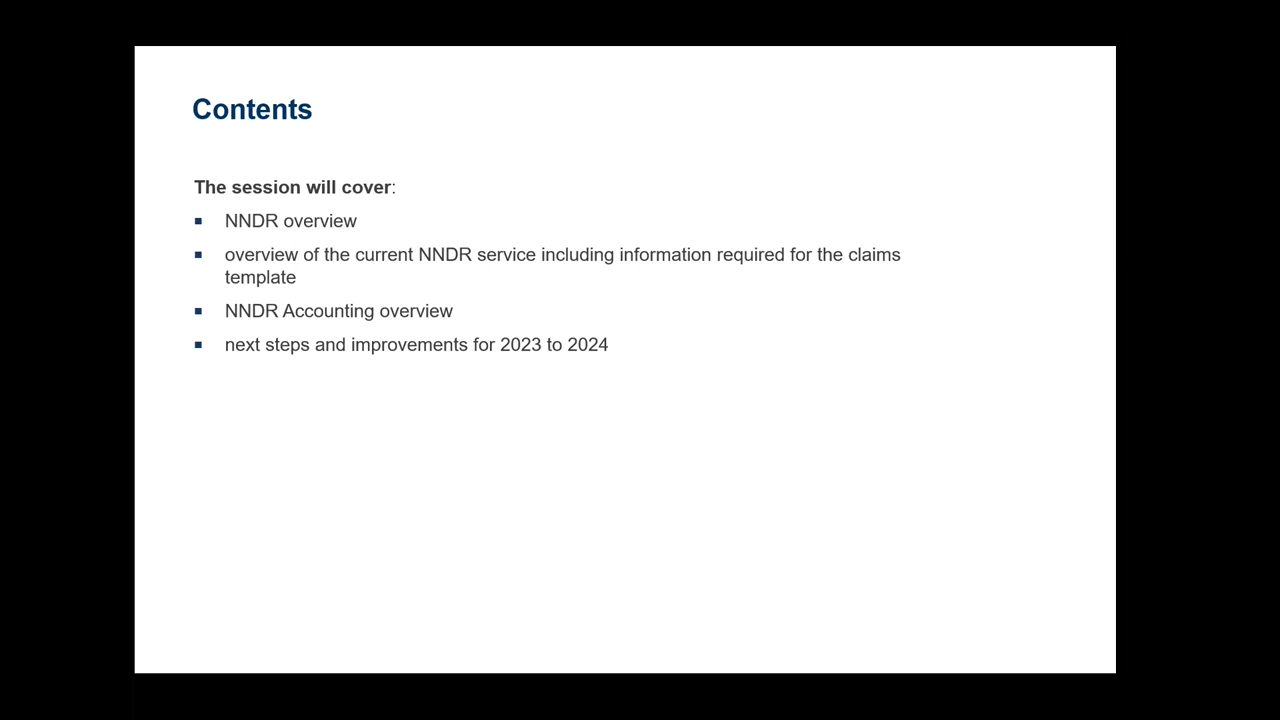 Contents
The session will cover:
▪ NNDR overview
▪ overview of the current NNDR service including information required for the claims
template
▪ NNDR Accounting overview
▪ next steps and improvements for 2023 to 2024